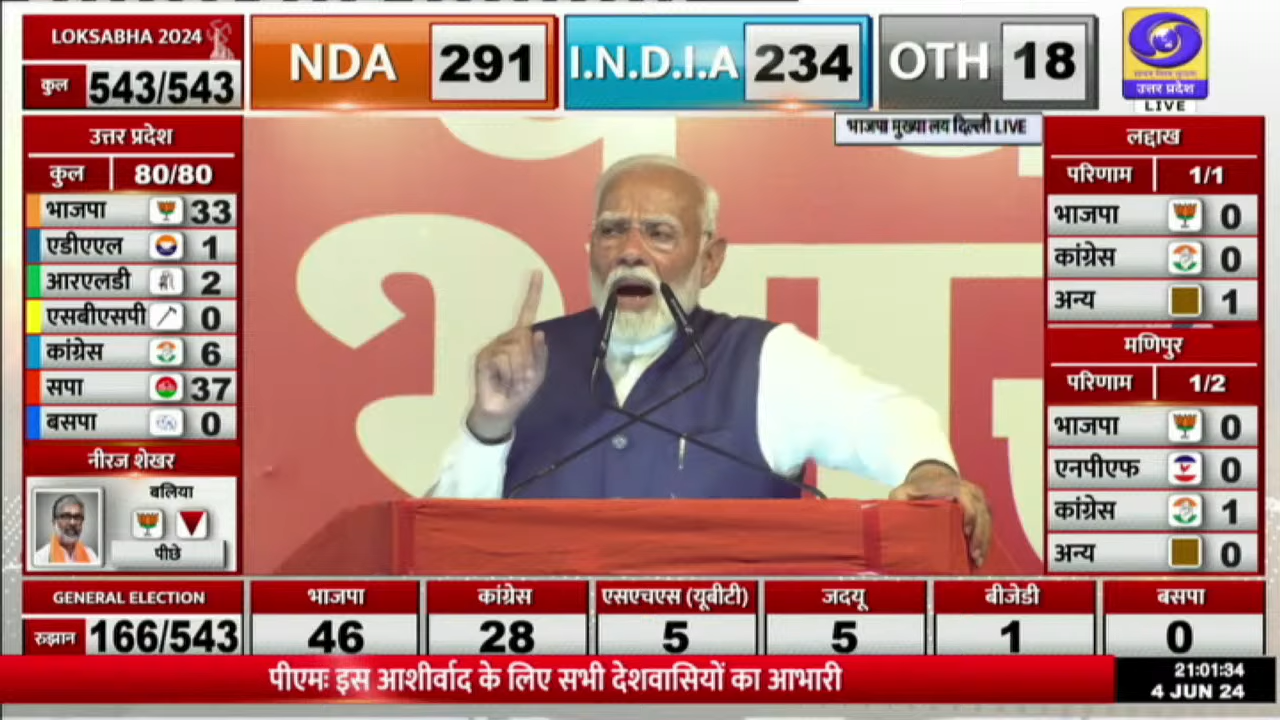 LOKSABHA 2024
कुल 543/543
NDA 291
I.N.D.I.A 234
OTH 18
उत्तर प्रदेश
LIVE
भाजपा मुख्यालय दिल्ली LIVE
उत्तर प्रदेश
कुल 80/80
भाजपा 33
एडीएएल 1
आरएलडी 2
एसबीएसपी 0
कांग्रेस 6
सपा 37
बसपा 0
नीरज शेखर
बलिया
पीछे
लद्दाख
परिणाम 1/1
भाजपा 0
कांग्रेस 0
अन्य 1
मणिपुर
परिणाम 1/2
भाजपा 0
एनपीएफ 0
कांग्रेस 1
अन्य 0
GENERAL ELECTION
रुझान 166/543
भाजपा 46
कांग्रेस 28
एसएचएस (यूबीटी) 5
जदयू 5
बीजेडी 1
बसपा 0
पीएमः इस आशीर्वाद के लिए सभी देशवासियों का आभारी
21:01:34
4 JUN 24